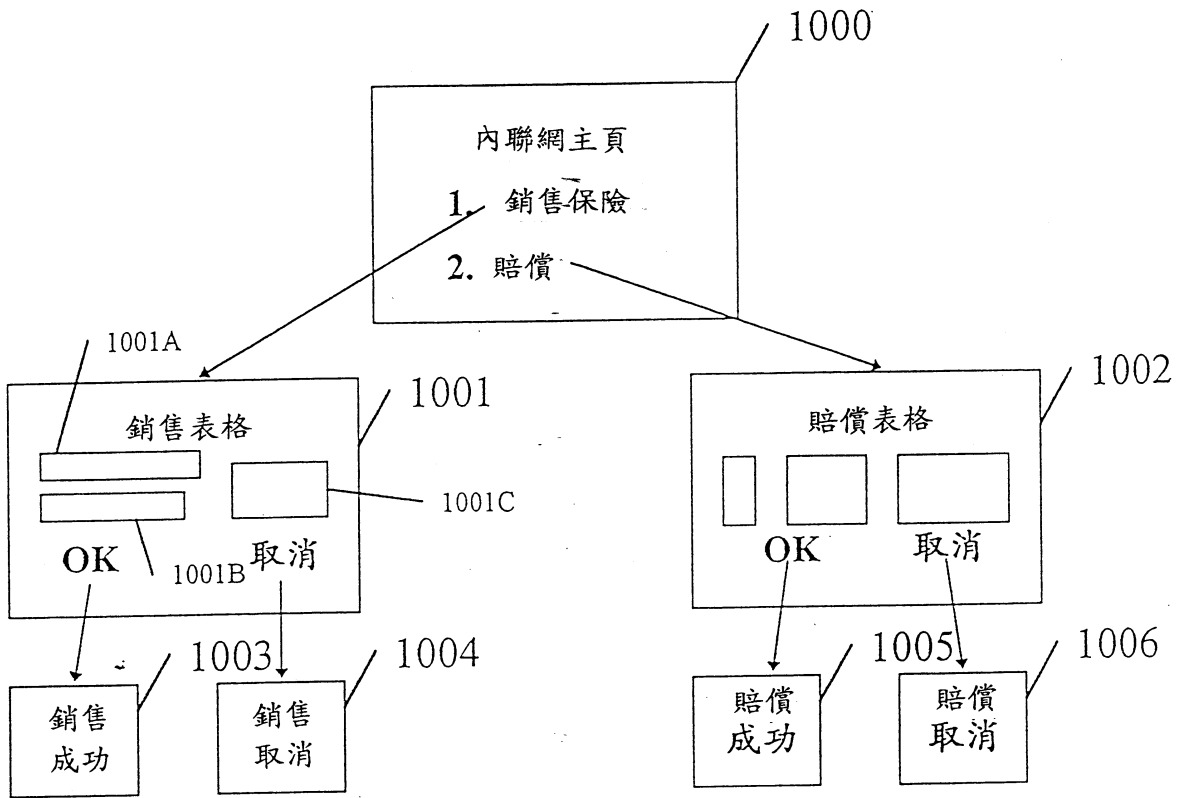 1000
內聯網主頁
1. 銷售保險
2. 賠償
1001A
1001
銷售表格
1001C
OK
1001B
取消
1002
賠償表格
OK
取消
1003
銷售
成功
1004
銷售
取消
1005
賠償
成功
1006
賠償
取消